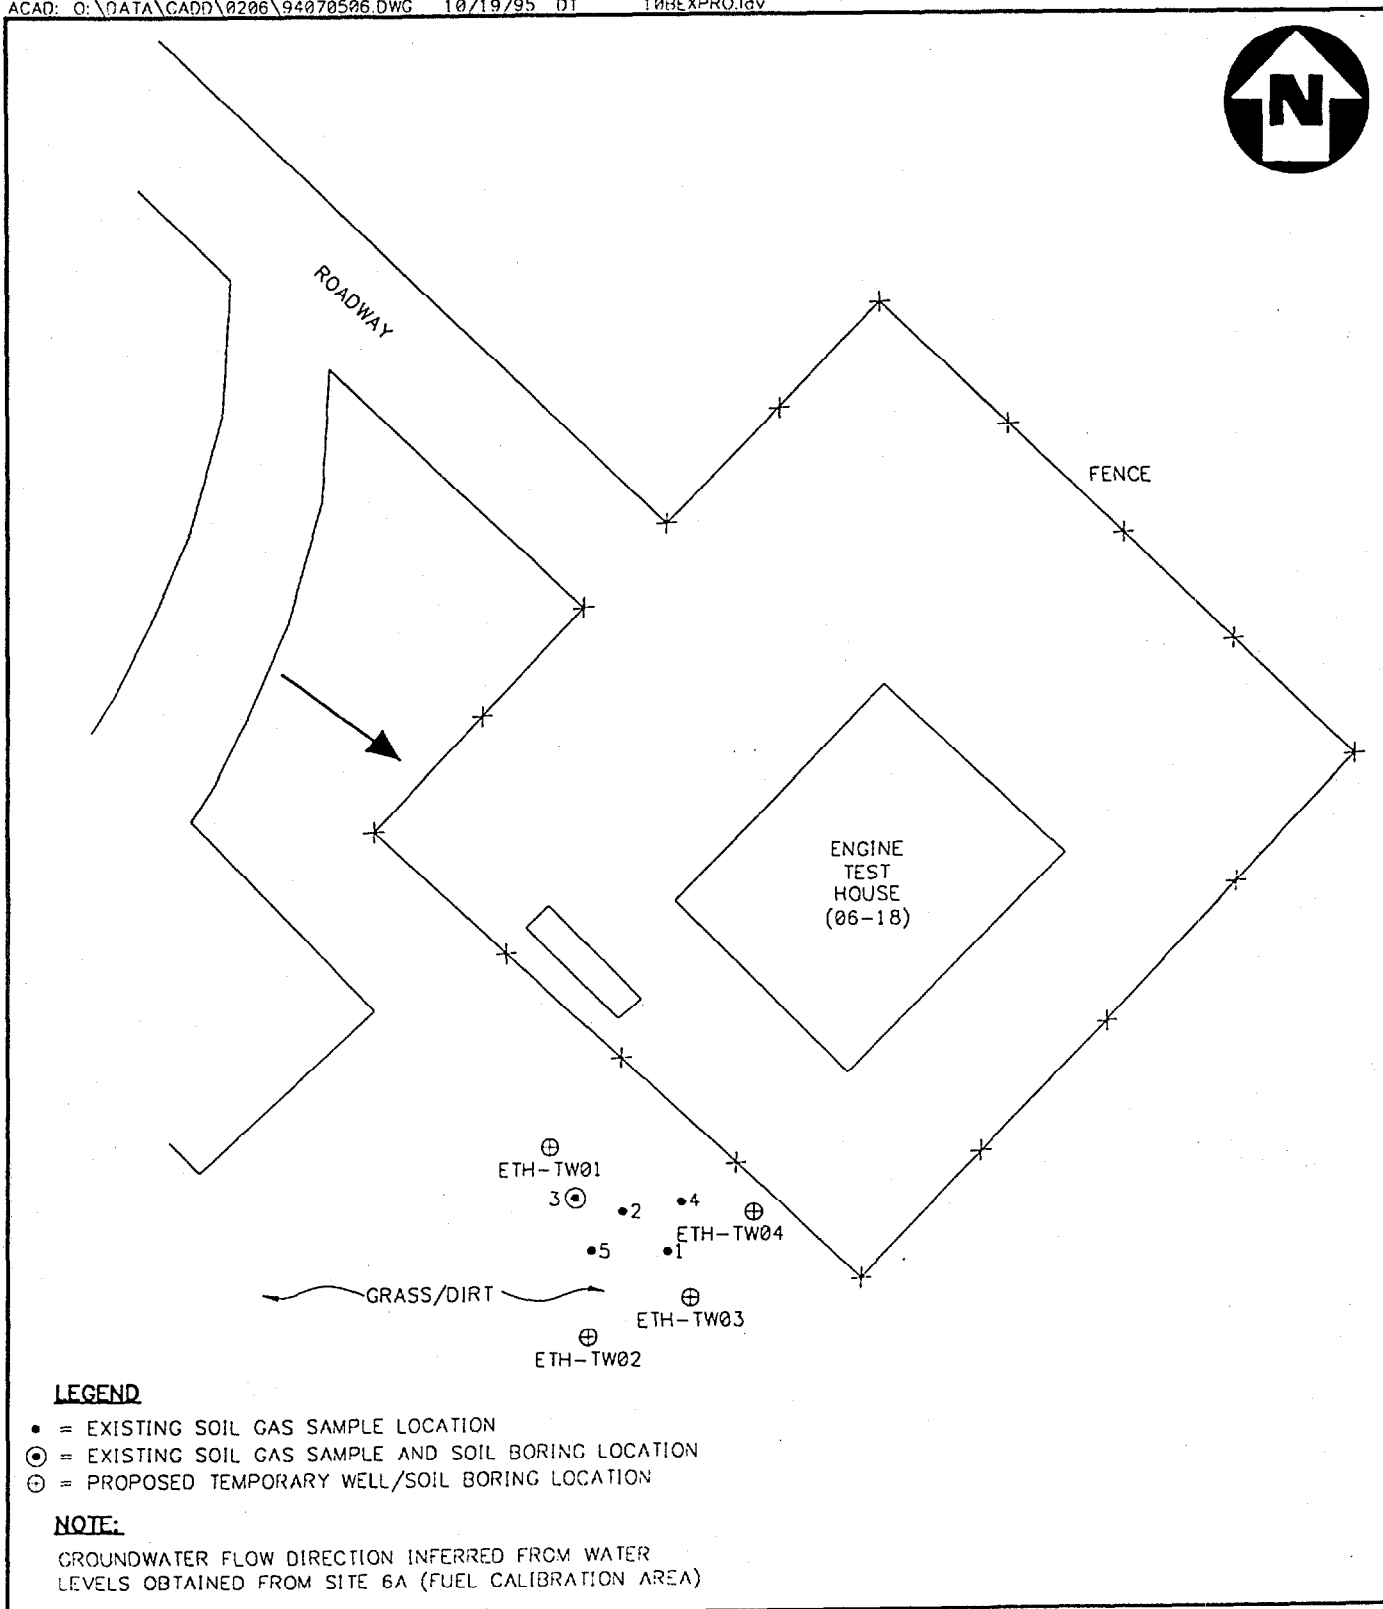 ACAD: O:\DATA\CADD\0206\94070506.DWG 10/19/95 DT
N
ROADWAY
FENCE
ENGINE
TEST
HOUSE
(06-18)
ETH-TW01
3
2
4
ETH-TW04
5
1
GRASS/DIRT
ETH-TW03
ETH-TW02
LEGEND
• = EXISTING SOIL GAS SAMPLE LOCATION
⊙ = EXISTING SOIL GAS SAMPLE AND SOIL BORING LOCATION
⊕ = PROPOSED TEMPORARY WELL/SOIL BORING LOCATION
NOTE:
GROUNDWATER FLOW DIRECTION INFERRED FROM WATER
LEVELS OBTAINED FROM SITE 6A (FUEL CALIBRATION AREA)